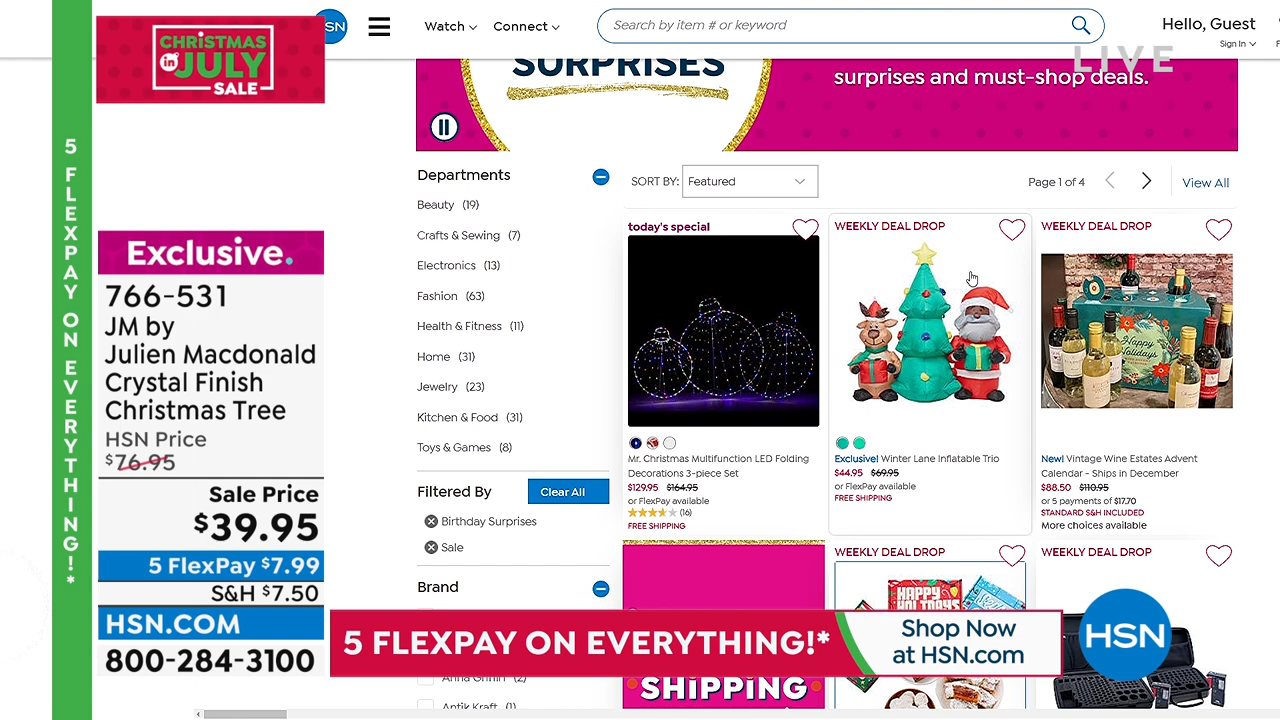 CHRISTMAS
in JULY
SALE
5 FLEXPAY ON EVERYTHING!*
Exclusive.
766-531
JM by
Julien Macdonald
Crystal Finish
Christmas Tree
HSN Price
$76.95
Sale Price
$39.95
5 FlexPay $7.99
S&H $7.50
HSN.COM
800-284-3100
SN
Watch
Connect
Search by item # or keyword
Hello, Guest
Sign In
LIVE
SURPRISES
surprises and must-shop deals.
Departments
Beauty (19)
Crafts & Sewing (7)
Electronics (13)
Fashion (63)
Health & Fitness (11)
Home (31)
Jewelry (23)
Kitchen & Food (31)
Toys & Games (8)
Filtered By
Clear All
Birthday Surprises
Sale
Brand
SORT BY: Featured
Page 1 of 4
View All
today's special
Mr. Christmas Multifunction LED Folding
Decorations 3-piece Set
$129.95 $164.95
or FlexPay available
(16)
FREE SHIPPING
WEEKLY DEAL DROP
Exclusive! Winter Lane Inflatable Trio
$44.95 $69.95
or FlexPay available
FREE SHIPPING
WEEKLY DEAL DROP
Happy
Holidays
New! Vintage Wine Estates Advent
Calendar - Ships in December
$88.50 $110.95
or 5 payments of $17.70
STANDARD S&H INCLUDED
More choices available
WEEKLY DEAL DROP
HAPPY
HOLIDAYS
WEEKLY DEAL DROP
5 FLEXPAY ON EVERYTHING!*
Shop Now
at HSN.com
HSN
SHIPPING